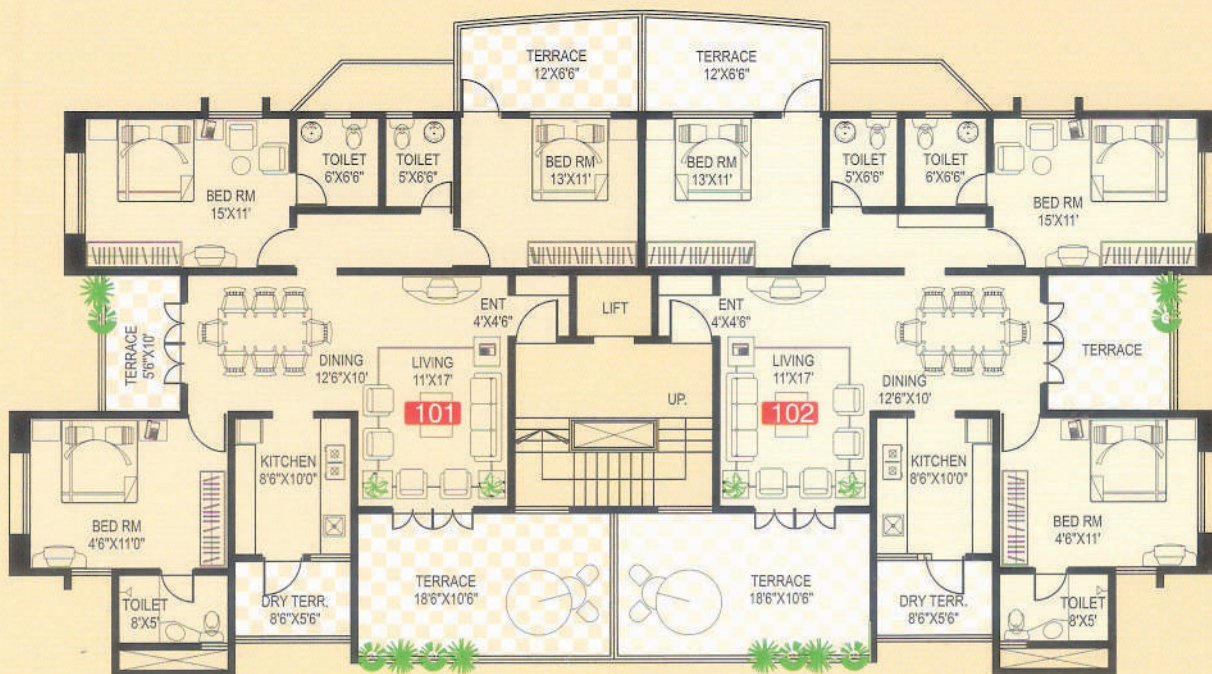 TERRACE
12'X6'6"
TERRACE
12'X6'6"
TOILET
6'X6'6"
TOILET
5'X6'6"
BED RM
13'X11'
BED RM
13'X11'
TOILET
5'X6'6"
TOILET
6'X6'6"
BED RM
15'X11'
BED RM
15'X11'
TERRACE
5'6"X10'
ENT
4'X4'6"
LIFT
ENT
4'X4'6"
TERRACE
DINING
12'6"X10'
LIVING
11'X17'
101
UP.
LIVING
11'X17'
102
DINING
12'6"X10'
KITCHEN
8'6"X10'0"
KITCHEN
8'6"X10'0"
BED RM
4'6"X11'0"
BED RM
4'6"X11'
TOILET
8'X5'
DRY TERR.
8'6"X5'6"
TERRACE
18'6"X10'6"
TERRACE
18'6"X10'6"
DRY TERR.
8'6"X5'6"
TOILET
8'X5'